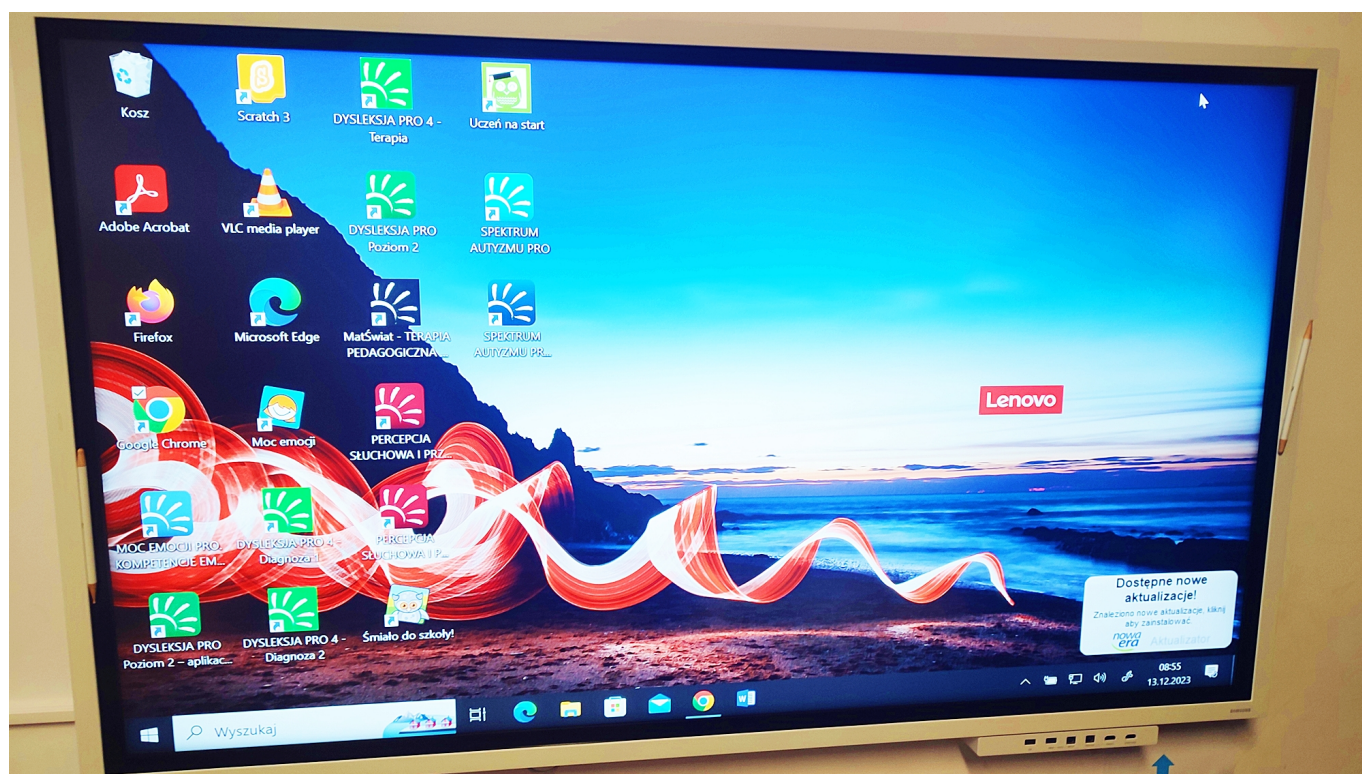 Kosz
Scratch 3
DYSLEKSJA PRO 4 -
Terapia
Uczeń na start
Adobe Acrobat
VLC media player
DYSLEKSJA PRO
Poziom 2
SPEKTRUM
AUTYZMU PRO
Firefox
Microsoft Edge
MatŚwiat - TERAPIA
PEDAGOGICZNA ...
SPEKTRUM
AUTYZMU PR...
Google Chrome
Moc emocji
PERCEPCJA
SŁUCHOWA I PRZ...
Lenovo
MOC EMOCJI PRO.
KOMPETENCJE EM...
DYSLEKSJA PRO 4 -
Diagnoza 1
PERCEPCJA
SŁUCHOWA I P...
DYSLEKSJA PRO
Poziom 2 – aplikac...
DYSLEKSJA PRO 4 -
Diagnoza 2
Śmiało do szkoły!
Dostępne nowe
aktualizacje!
Znaleziono nowe aktualizacje, kliknij
aby zainstalować.
nowa
era
Aktualizator
Wyszukaj
08:55
13.12.2023
SAMSUNG